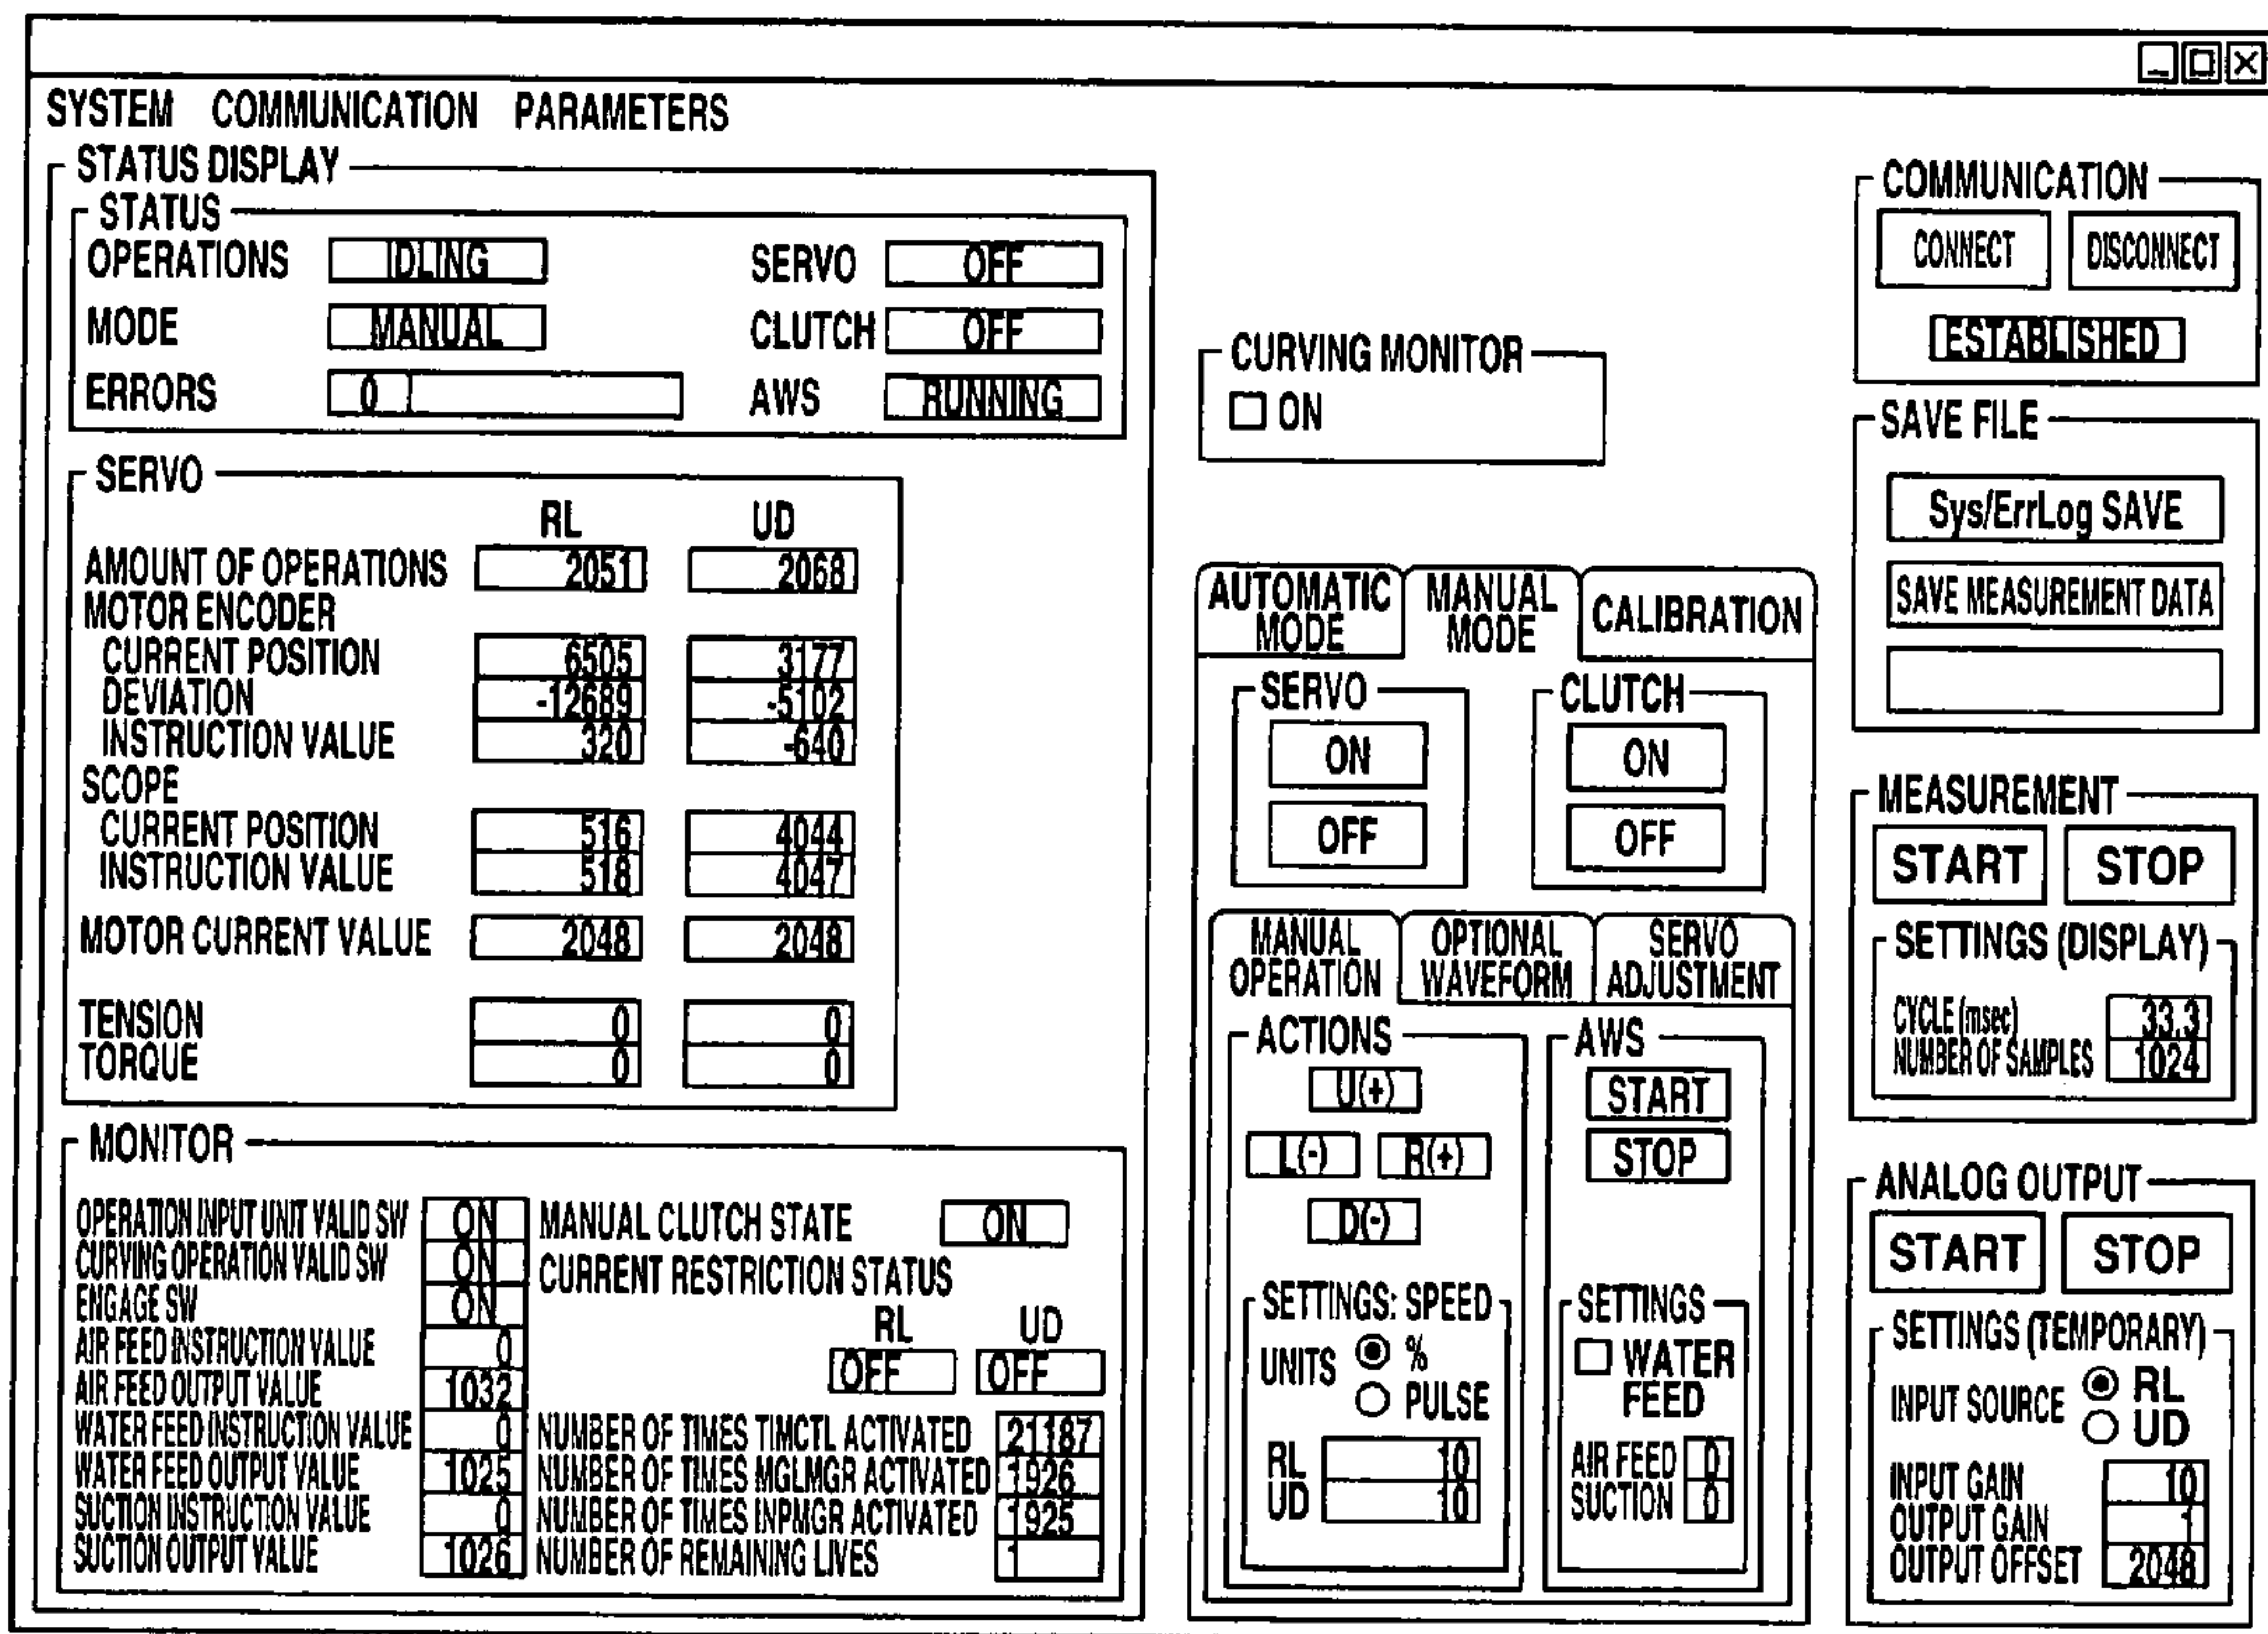 SYSTEM COMMUNICATION PARAMETERS
STATUS DISPLAY
STATUS
OPERATIONS IDLING SERVO OFF
MODE MANUAL CLUTCH OFF
ERRORS 0 AWS RUNNING
SERVO
RL UD
AMOUNT OF OPERATIONS 2051 2068
MOTOR ENCODER
CURRENT POSITION 6505 3177
DEVIATION -12689 -5102
INSTRUCTION VALUE 320 -640
SCOPE
CURRENT POSITION 516 4044
INSTRUCTION VALUE 518 4047
MOTOR CURRENT VALUE 2048 2048
TENSION 0 0
TORQUE 0 0
MONITOR
OPERATION INPUT UNIT VALID SW ON
CURVING OPERATION VALID SW ON
ENGAGE SW ON
AIR FEED INSTRUCTION VALUE 0
AIR FEED OUTPUT VALUE 1032
WATER FEED INSTRUCTION VALUE 0
WATER FEED OUTPUT VALUE 1025
SUCTION INSTRUCTION VALUE 0
SUCTION OUTPUT VALUE 1026
MANUAL CLUTCH STATE ON
CURRENT RESTRICTION STATUS
RL UD
OFF OFF
NUMBER OF TIMES TIMCTL ACTIVATED 21187
NUMBER OF TIMES MGLMGR ACTIVATED 1926
NUMBER OF TIMES INPMGR ACTIVATED 1925
NUMBER OF REMAINING LIVES 1
CURVING MONITOR
ON
AUTOMATIC MODE
MANUAL MODE
CALIBRATION
SERVO
ON
OFF
CLUTCH
ON
OFF
MANUAL OPERATION
OPTIONAL WAVEFORM
SERVO ADJUSTMENT
ACTIONS
U(+)
L(-) R(+)
D(-)
SETTINGS: SPEED
UNITS %
PULSE
RL 10
UD 10
AWS
START
STOP
SETTINGS
WATER
FEED
AIR FEED 0
SUCTION 0
COMMUNICATION
CONNECT DISCONNECT
ESTABLISHED
SAVE FILE
Sys/ErrLog SAVE
SAVE MEASUREMENT DATA
MEASUREMENT
START STOP
SETTINGS (DISPLAY)
CYCLE (msec) 33.3
NUMBER OF SAMPLES 1024
ANALOG OUTPUT
START STOP
SETTINGS (TEMPORARY)
INPUT SOURCE RL
UD
INPUT GAIN 10
OUTPUT GAIN 1
OUTPUT OFFSET 2048